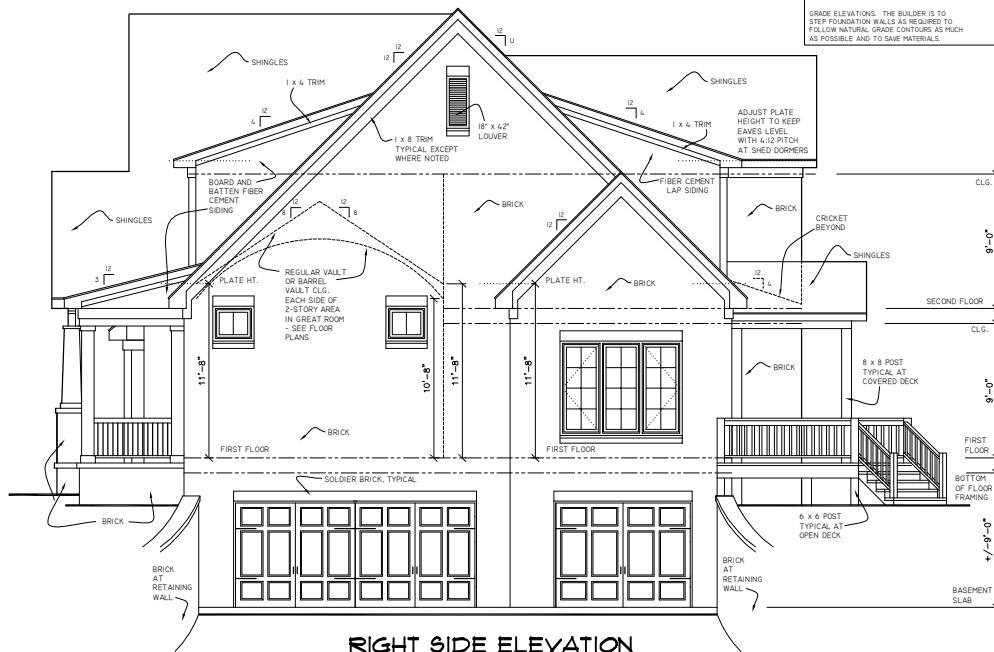 GRADE ELEVATIONS. THE BUILDER IS TO
STEP FOUNDATION WALLS AS REQUIRED TO
FOLLOW NATURAL GRADE CONTOURS AS MUCH
AS POSSIBLE AND TO SAVE MATERIALS.
12
12
12
U
SHINGLES
1 x 4 TRIM
12
4
1 x 8 TRIM
TYPICAL EXCEPT
WHERE NOTED
18" x 42"
LOUVER
SHINGLES
12
4
1 x 4 TRIM
ADJUST PLATE
HEIGHT TO KEEP
EAVES LEVEL
WITH 4:12 PITCH
AT SHED DORMERS
BOARD AND
BATTEN FIBER
CEMENT
SIDING
FIBER CEMENT
LAP SIDING
CLG.
SHINGLES
12
8
12
8
BRICK
12
12
BRICK
CRICKET
BEYOND
9'-0"
SHINGLES
12
3
PLATE HT.
REGULAR VAULT
OR BARREL
VAULT CLG.
EACH SIDE OF
2-STORY AREA
IN GREAT ROOM
- SEE FLOOR
PLANS
PLATE HT.
BRICK
12
4
SECOND FLOOR
CLG.
11'-8"
10'-8"
11'-8"
11'-8"
BRICK
8 x 8 POST
TYPICAL AT
COVERED DECK
9'-0"
BRICK
FIRST FLOOR
FIRST FLOOR
FIRST
FLOOR
SOLDIER BRICK, TYPICAL
BOTTOM
OF FLOOR
FRAMING
BRICK
6 x 6 POST
TYPICAL AT
OPEN DECK
+/-9'-0"
BRICK
AT
RETAINING
WALL
BRICK
AT
RETAINING
WALL
BASEMENT
SLAB
RIGHT SIDE ELEVATION